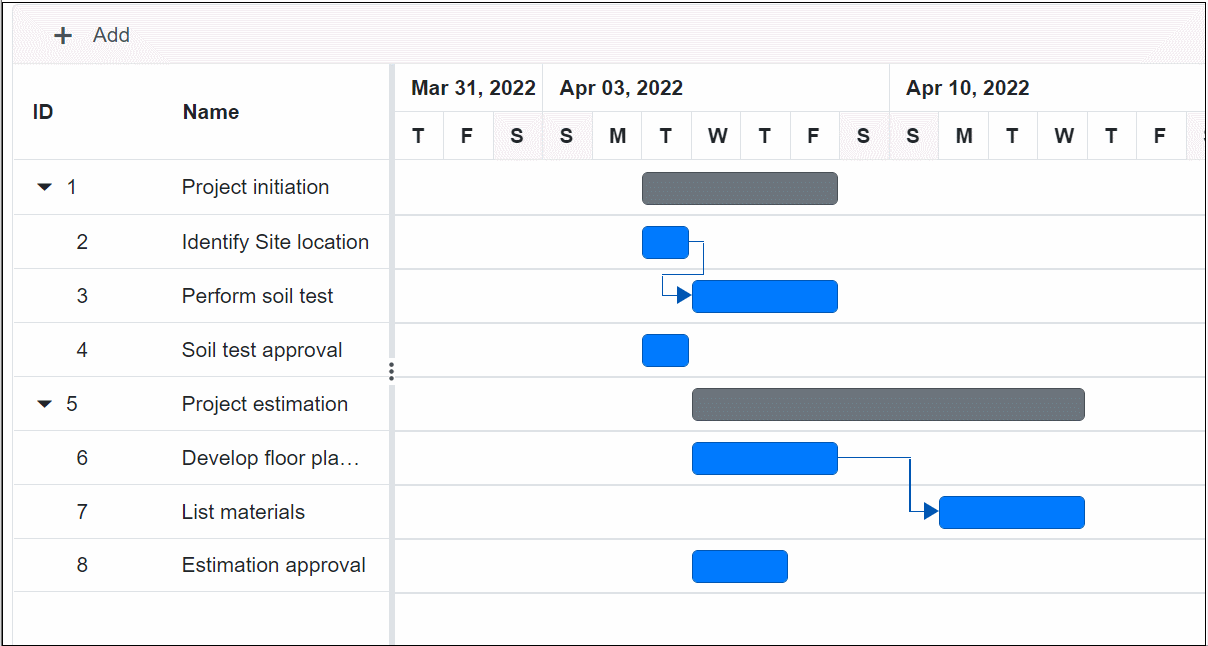 + Add
ID Name
Mar 31, 2022 Apr 03, 2022 Apr 10, 2022
T F S S M T W T F S S M T W T F
1 Project initiation
2 Identify Site location
3 Perform soil test
4 Soil test approval
5 Project estimation
6 Develop floor pla…
7 List materials
8 Estimation approval